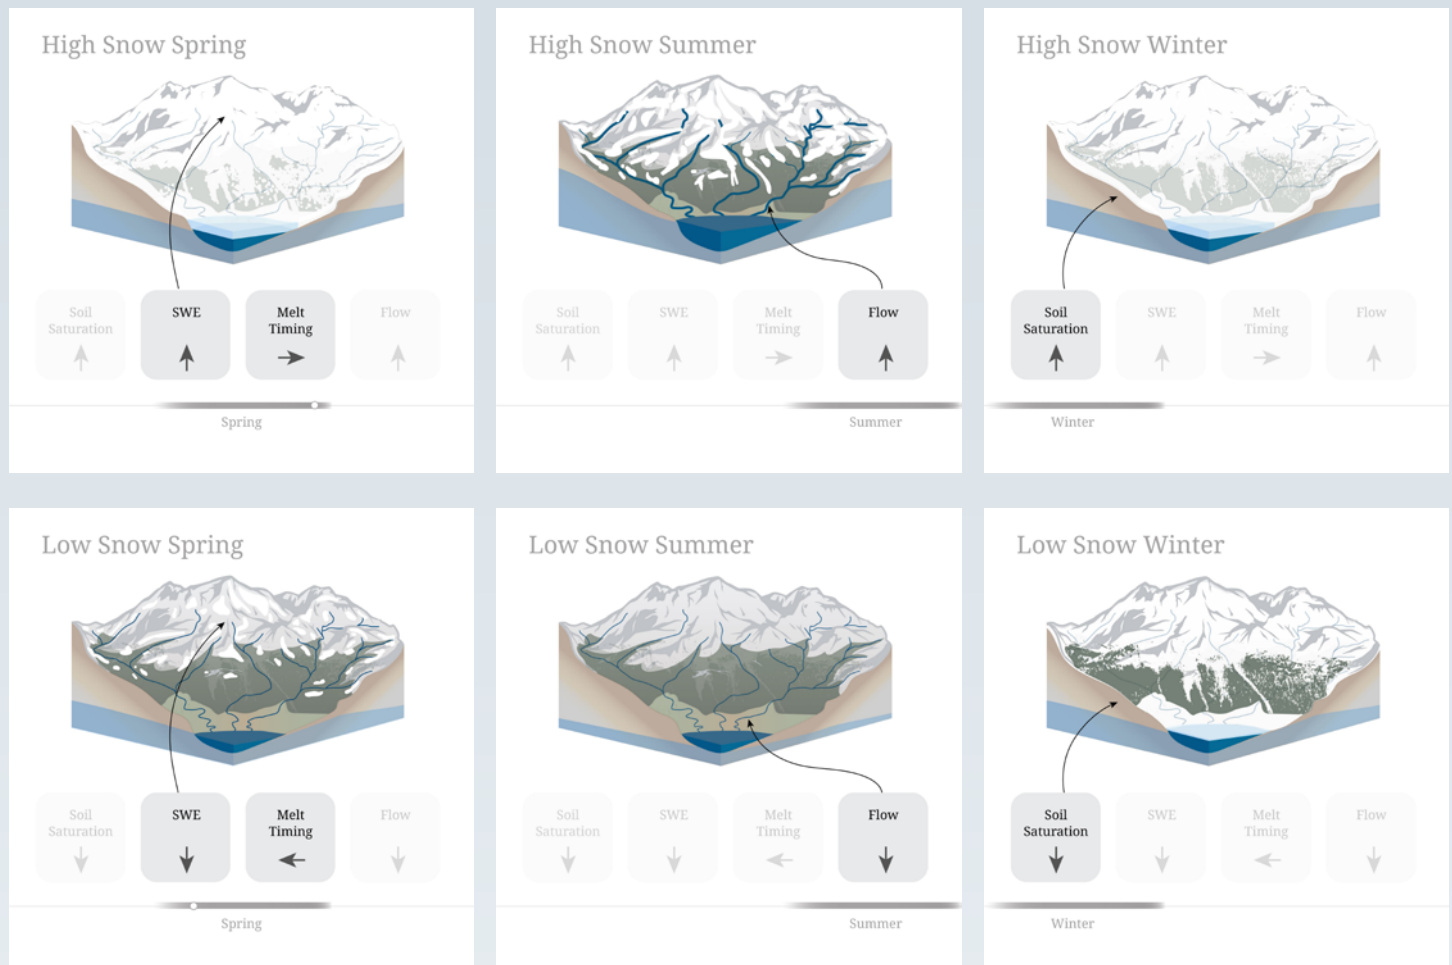 High Snow Spring
Soil
Saturation
SWE
Melt
Timing
Flow
Spring
High Snow Summer
Soil
Saturation
SWE
Melt
Timing
Flow
Summer
High Snow Winter
Soil
Saturation
SWE
Melt
Timing
Flow
Winter
Low Snow Spring
Soil
Saturation
SWE
Melt
Timing
Flow
Spring
Low Snow Summer
Soil
Saturation
SWE
Melt
Timing
Flow
Summer
Low Snow Winter
Soil
Saturation
SWE
Melt
Timing
Flow
Winter